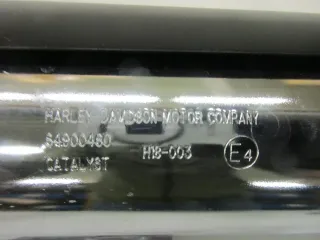 HARLEY DAVIDSON MOTOR COMPANY
64900460
H18-003
E4
CATALYST